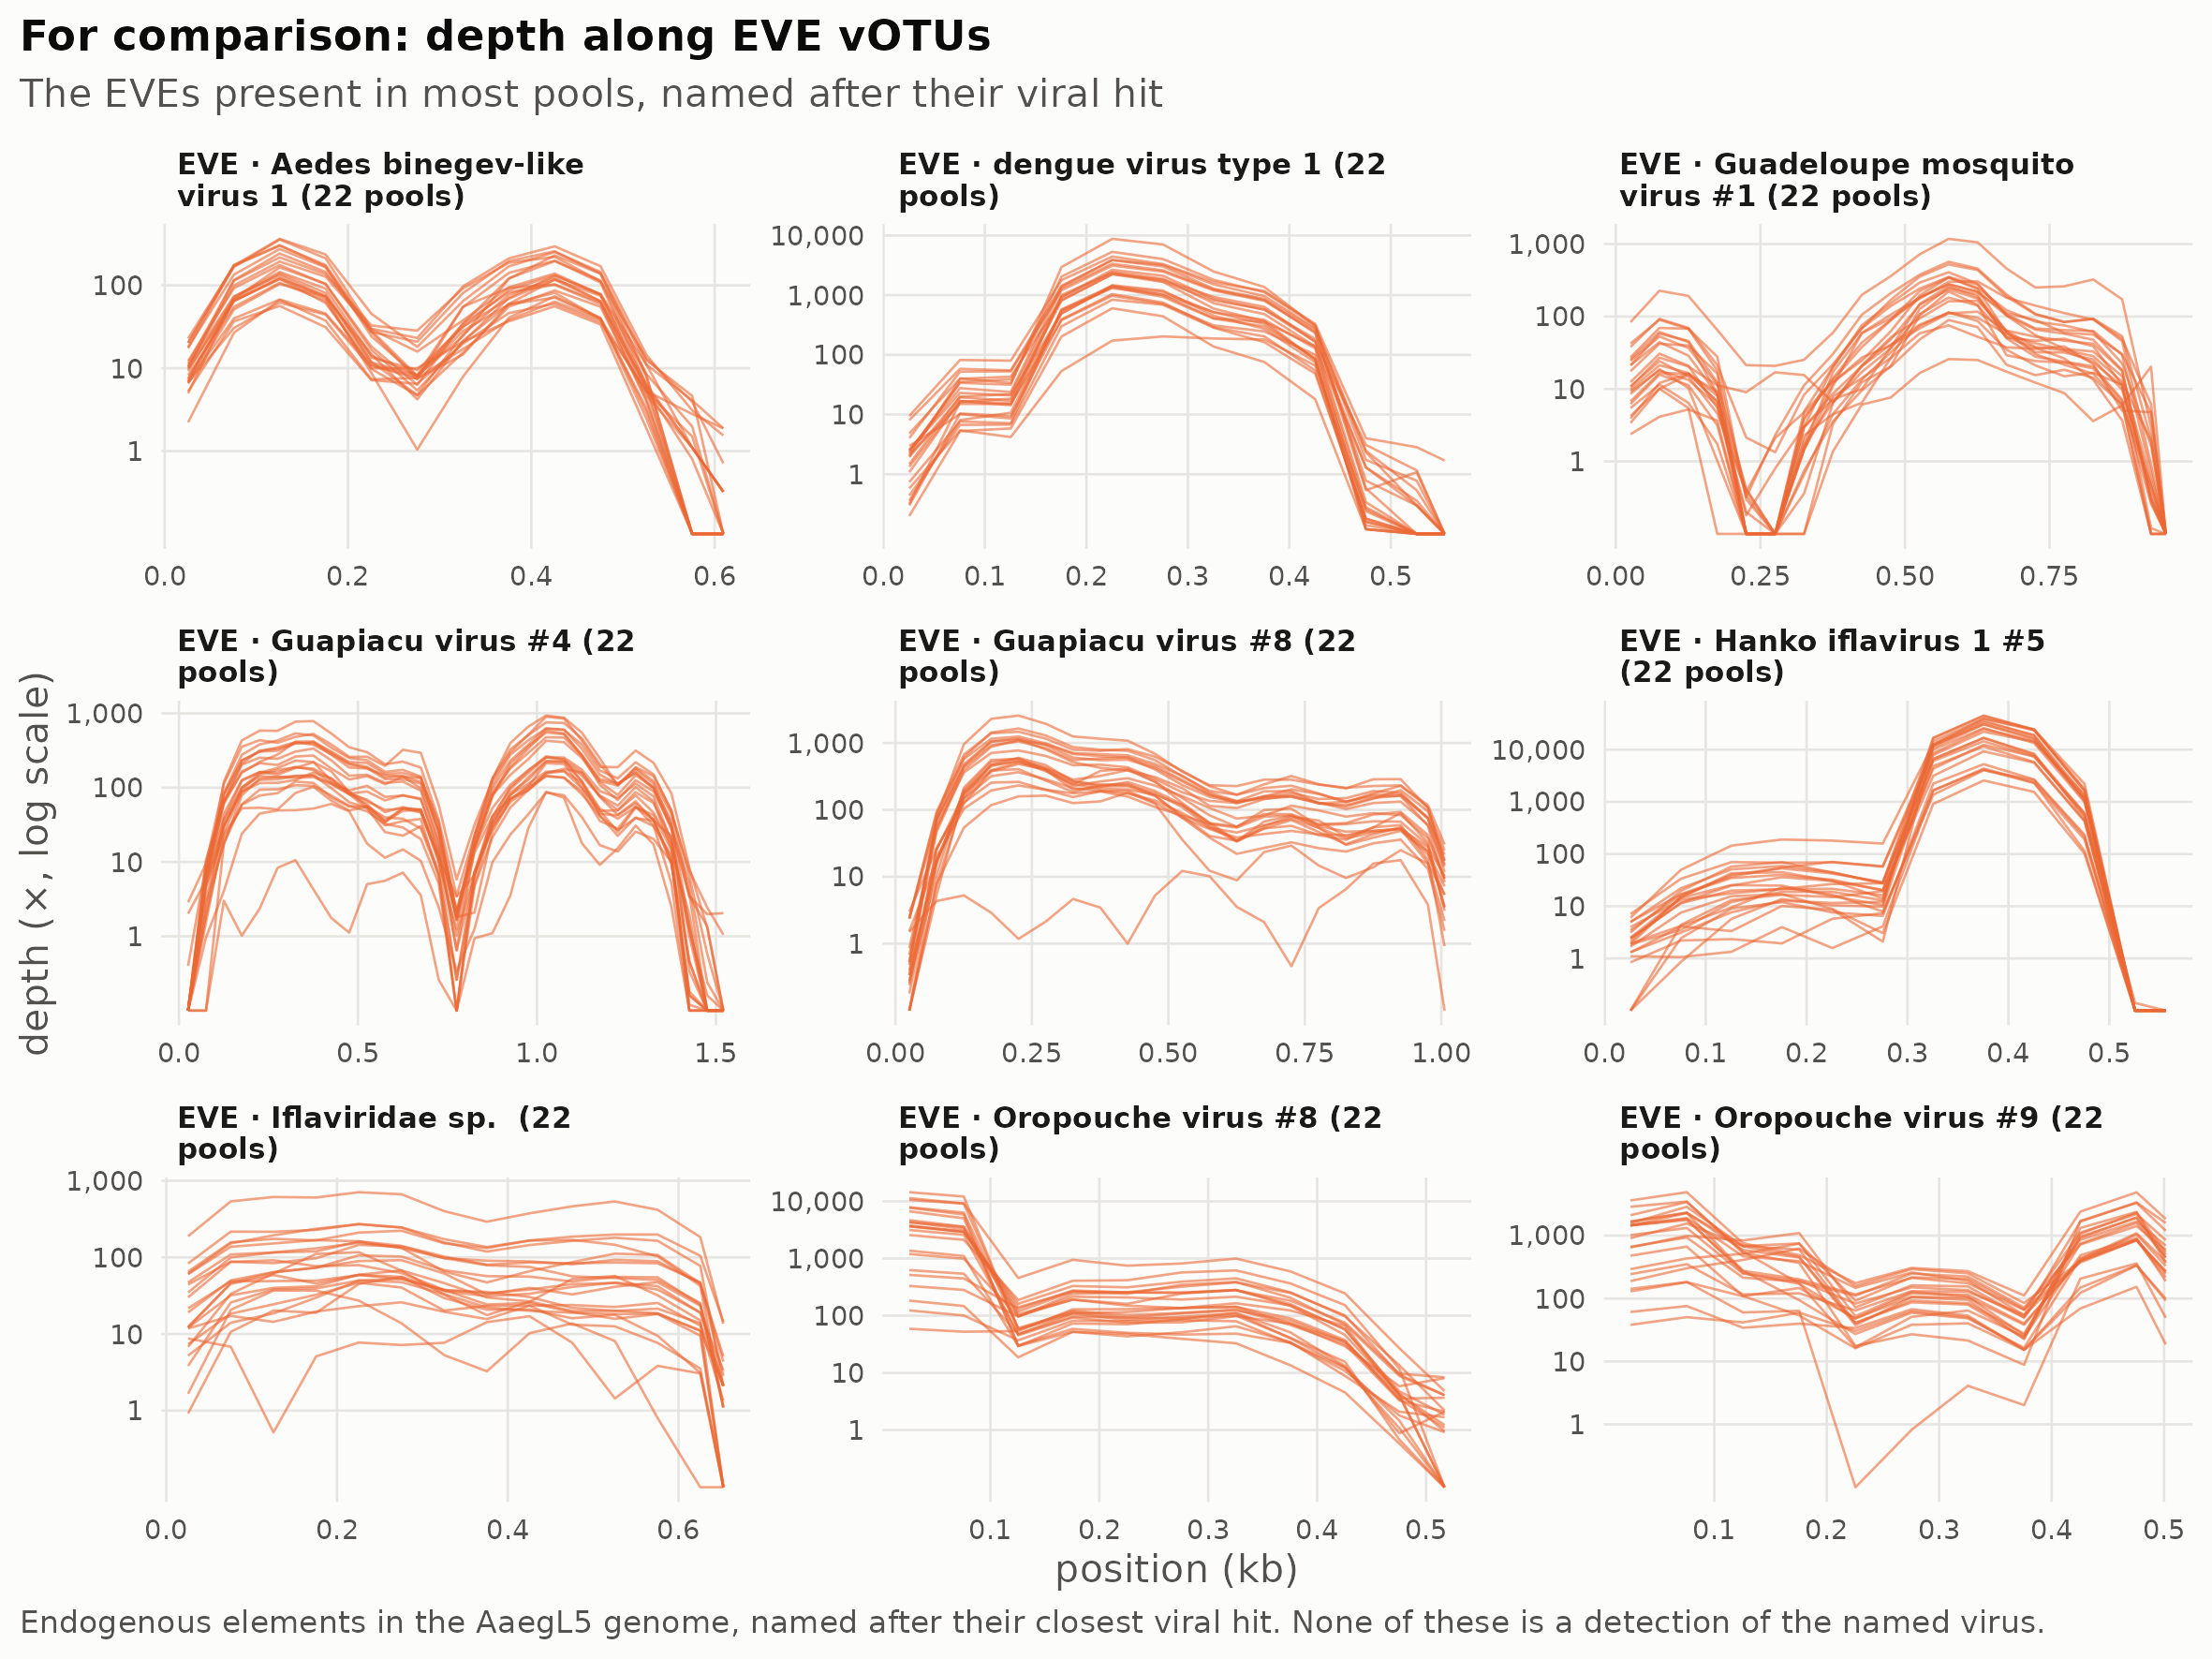 For comparison: depth along EVE vOTUs
The EVEs present in most pools, named after their viral hit
EVE · Aedes binegev-like
virus 1 (22 pools)
100
10
1
0.0 0.2 0.4 0.6
EVE · dengue virus type 1 (22
pools)
10,000
1,000
100
10
1
0.0 0.1 0.2 0.3 0.4 0.5
EVE · Guadeloupe mosquito
virus #1 (22 pools)
1,000
100
10
1
0.00 0.25 0.50 0.75
depth (×, log scale)
EVE · Guapiacu virus #4 (22
pools)
1,000
100
10
1
0.0 0.5 1.0 1.5
EVE · Guapiacu virus #8 (22
pools)
1,000
100
10
1
0.00 0.25 0.50 0.75 1.00
EVE · Hanko iflavirus 1 #5
(22 pools)
10,000
1,000
100
10
1
0.0 0.1 0.2 0.3 0.4 0.5
EVE · Iflaviridae sp.  (22
pools)
1,000
100
10
1
0.0 0.2 0.4 0.6
EVE · Oropouche virus #8 (22
pools)
10,000
1,000
100
10
1
0.1 0.2 0.3 0.4 0.5
EVE · Oropouche virus #9 (22
pools)
1,000
100
10
1
0.1 0.2 0.3 0.4 0.5
position (kb)
Endogenous elements in the AaegL5 genome, named after their closest viral hit. None of these is a detection of the named virus.